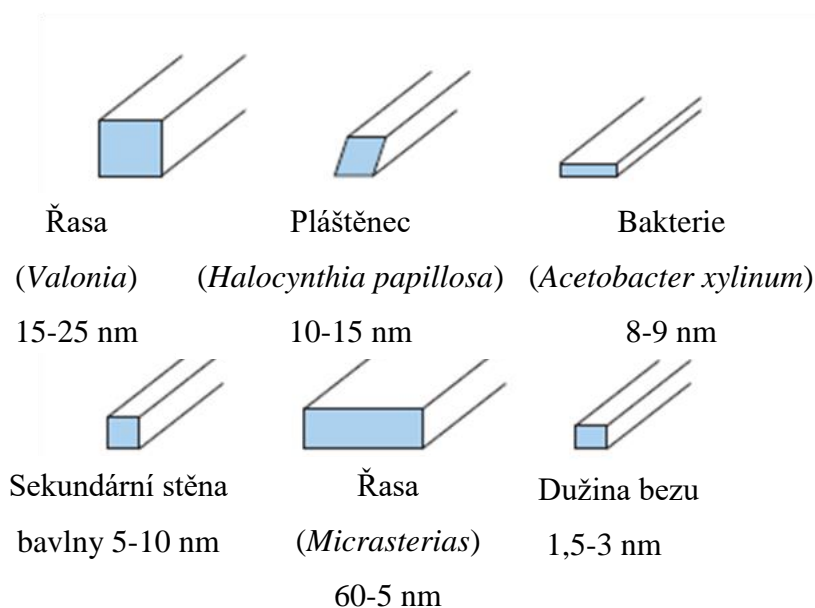 Řasa
(Valonia)
15-25 nm
Pláštěnec
(Halocynthia papillosa)
10-15 nm
Bakterie
(Acetobacter xylinum)
8-9 nm
Sekundární stěna
bavlny 5-10 nm
Řasa
(Micrasterias)
60-5 nm
Dužina bezu
1,5-3 nm